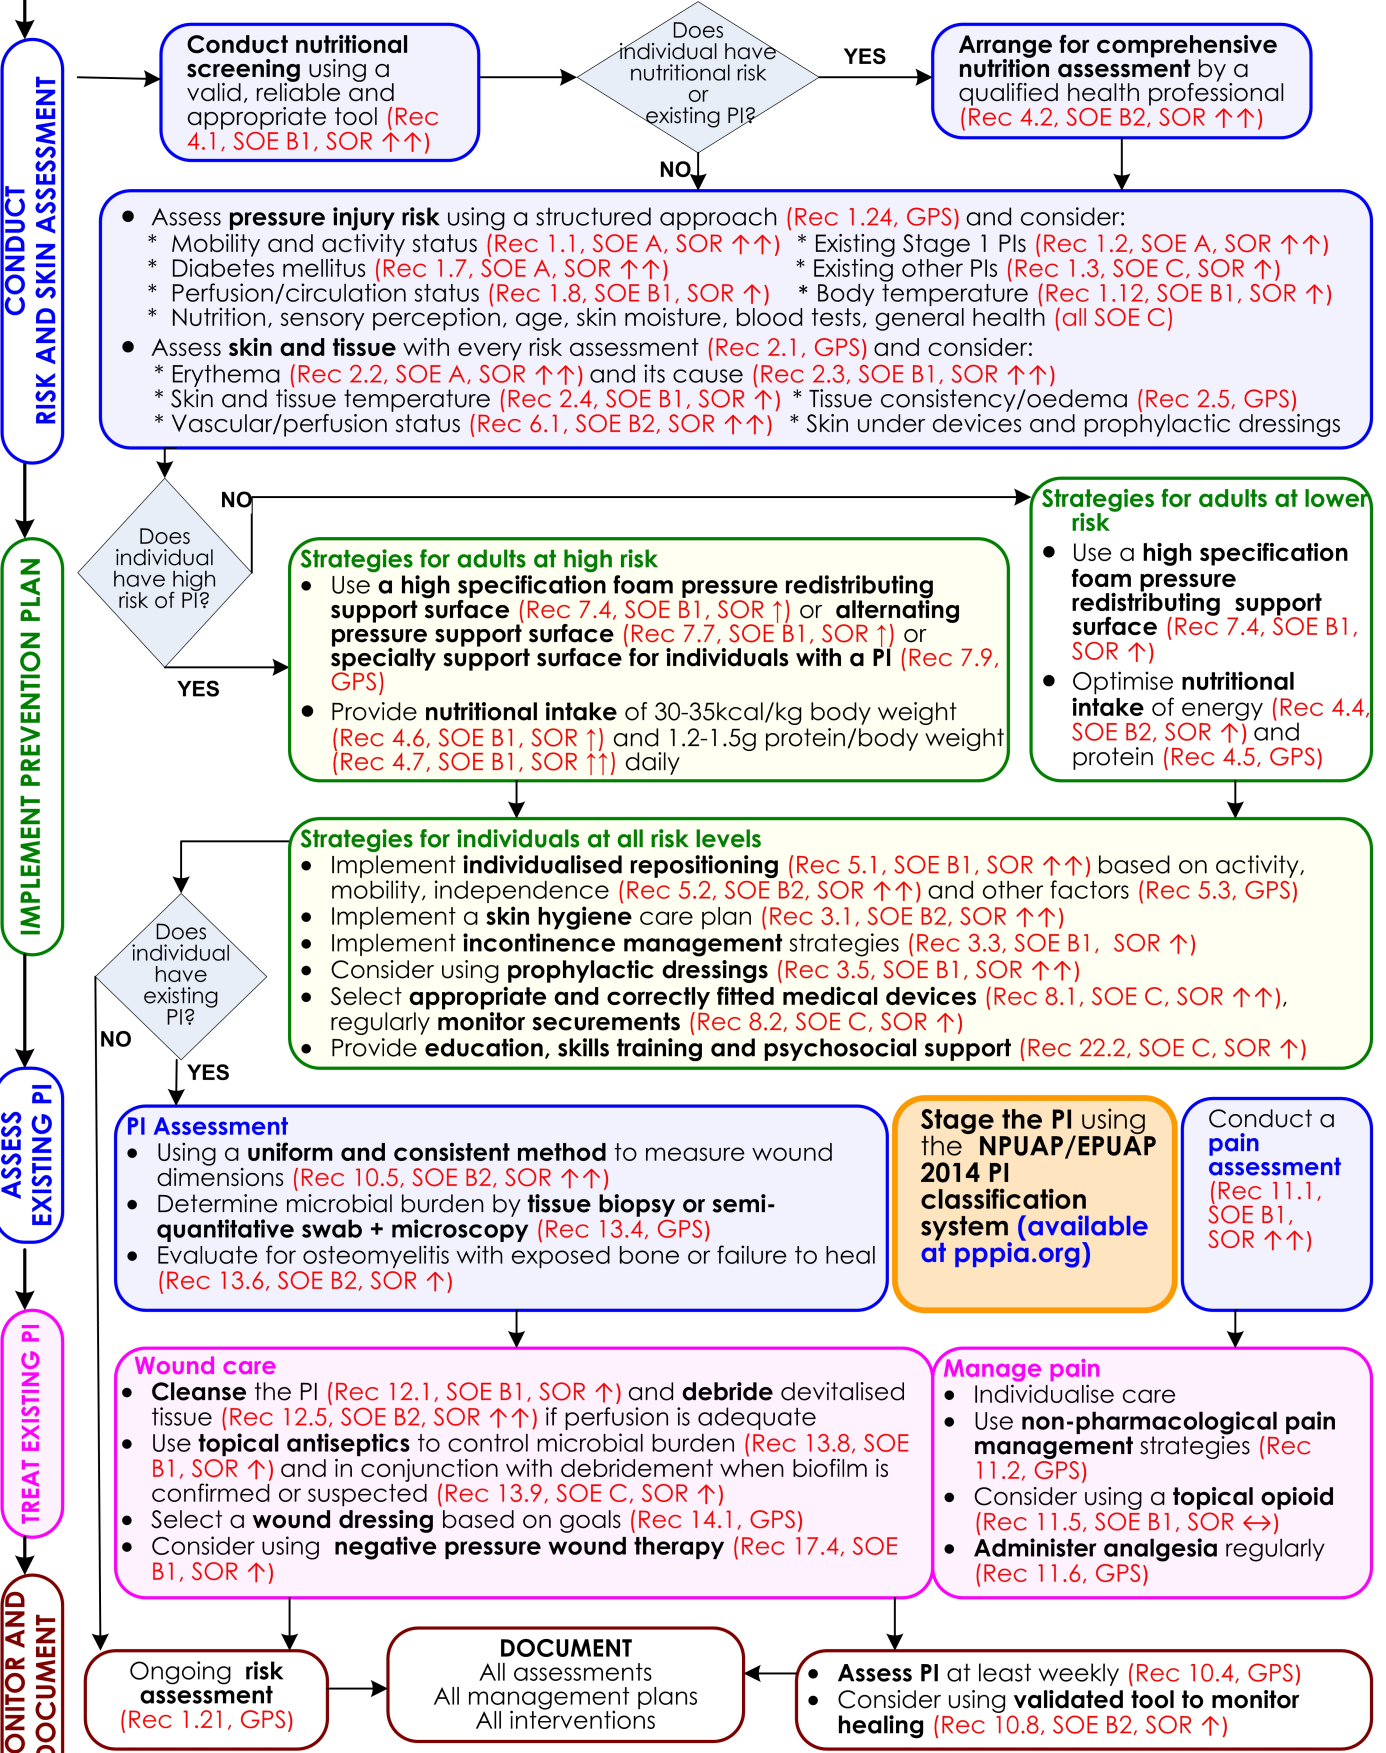 CONDUCT
RISK AND SKIN ASSESSMENT
Conduct nutritional
screening using a
valid, reliable and
appropriate tool (Rec
4.1, SOE B1, SOR ↑↑)
Does
individual have
nutritional risk
or
existing PI?
YES
NO
Arrange for comprehensive
nutrition assessment by a
qualified health professional
(Rec 4.2, SOE B2, SOR ↑↑)
● Assess pressure injury risk using a structured approach (Rec 1.24, GPS) and consider:
* Mobility and activity status (Rec 1.1, SOE A, SOR ↑↑) * Existing Stage 1 PIs (Rec 1.2, SOE A, SOR ↑↑)
* Diabetes mellitus (Rec 1.7, SOE A, SOR ↑↑) * Existing other PIs (Rec 1.3, SOE C, SOR ↑)
* Perfusion/circulation status (Rec 1.8, SOE B1, SOR ↑) * Body temperature (Rec 1.12, SOE B1, SOR ↑)
* Nutrition, sensory perception, age, skin moisture, blood tests, general health (all SOE C)
● Assess skin and tissue with every risk assessment (Rec 2.1, GPS) and consider:
* Erythema (Rec 2.2, SOE A, SOR ↑↑) and its cause (Rec 2.3, SOE B1, SOR ↑↑)
* Skin and tissue temperature (Rec 2.4, SOE B1, SOR ↑) * Tissue consistency/oedema (Rec 2.5, GPS)
* Vascular/perfusion status (Rec 6.1, SOE B2, SOR ↑↑) * Skin under devices and prophylactic dressings
IMPLEMENT PREVENTION PLAN
Does
individual
have high
risk of PI?
NO
YES
Strategies for adults at high risk
● Use a high specification foam pressure redistributing
support surface (Rec 7.4, SOE B1, SOR ↑) or alternating
pressure support surface (Rec 7.7, SOE B1, SOR ↑) or
specialty support surface for individuals with a PI (Rec 7.9,
GPS)
● Provide nutritional intake of 30-35kcal/kg body weight
(Rec 4.6, SOE B1, SOR ↑) and 1.2-1.5g protein/body weight
(Rec 4.7, SOE B1, SOR ↑↑) daily
Strategies for adults at lower
risk
● Use a high specification
foam pressure
redistributing support
surface (Rec 7.4, SOE B1,
SOR ↑)
● Optimise nutritional
intake of energy (Rec 4.4,
SOE B2, SOR ↑) and
protein (Rec 4.5, GPS)
Strategies for individuals at all risk levels
● Implement individualised repositioning (Rec 5.1, SOE B1, SOR ↑↑) based on activity,
mobility, independence (Rec 5.2, SOE B2, SOR ↑↑) and other factors (Rec 5.3, GPS)
● Implement a skin hygiene care plan (Rec 3.1, SOE B2, SOR ↑↑)
● Implement incontinence management strategies (Rec 3.3, SOE B1, SOR ↑)
● Consider using prophylactic dressings (Rec 3.5, SOE B1, SOR ↑↑)
● Select appropriate and correctly fitted medical devices (Rec 8.1, SOE C, SOR ↑↑),
regularly monitor securements (Rec 8.2, SOE C, SOR ↑)
● Provide education, skills training and psychosocial support (Rec 22.2, SOE C, SOR ↑)
Does
individual
have
existing
PI?
NO
YES
ASSESS
EXISTING PI
PI Assessment
● Using a uniform and consistent method to measure wound
dimensions (Rec 10.5, SOE B2, SOR ↑↑)
● Determine microbial burden by tissue biopsy or semi-
quantitative swab + microscopy (Rec 13.4, GPS)
● Evaluate for osteomyelitis with exposed bone or failure to heal
(Rec 13.6, SOE B2, SOR ↑)
Stage the PI using
the NPUAP/EPUAP
2014 PI
classification
system (available
at pppia.org)
Conduct a
pain
assessment
(Rec 11.1,
SOE B1,
SOR ↑↑)
TREAT EXISTING PI
Wound care
● Cleanse the PI (Rec 12.1, SOE B1, SOR ↑) and debride devitalised
tissue (Rec 12.5, SOE B2, SOR ↑↑) if perfusion is adequate
● Use topical antiseptics to control microbial burden (Rec 13.8, SOE
B1, SOR ↑) and in conjunction with debridement when biofilm is
confirmed or suspected (Rec 13.9, SOE C, SOR ↑)
● Select a wound dressing based on goals (Rec 14.1, GPS)
● Consider using negative pressure wound therapy (Rec 17.4, SOE
B1, SOR ↑)
Manage pain
● Individualise care
● Use non-pharmacological pain
management strategies (Rec
11.2, GPS)
● Consider using a topical opioid
(Rec 11.5, SOE B1, SOR ↔)
● Administer analgesia regularly
(Rec 11.6, GPS)
ONITOR AND
DOCUMENT
Ongoing risk
assessment
(Rec 1.21, GPS)
DOCUMENT
All assessments
All management plans
All interventions
● Assess PI at least weekly (Rec 10.4, GPS)
● Consider using validated tool to monitor
healing (Rec 10.8, SOE B2, SOR ↑)